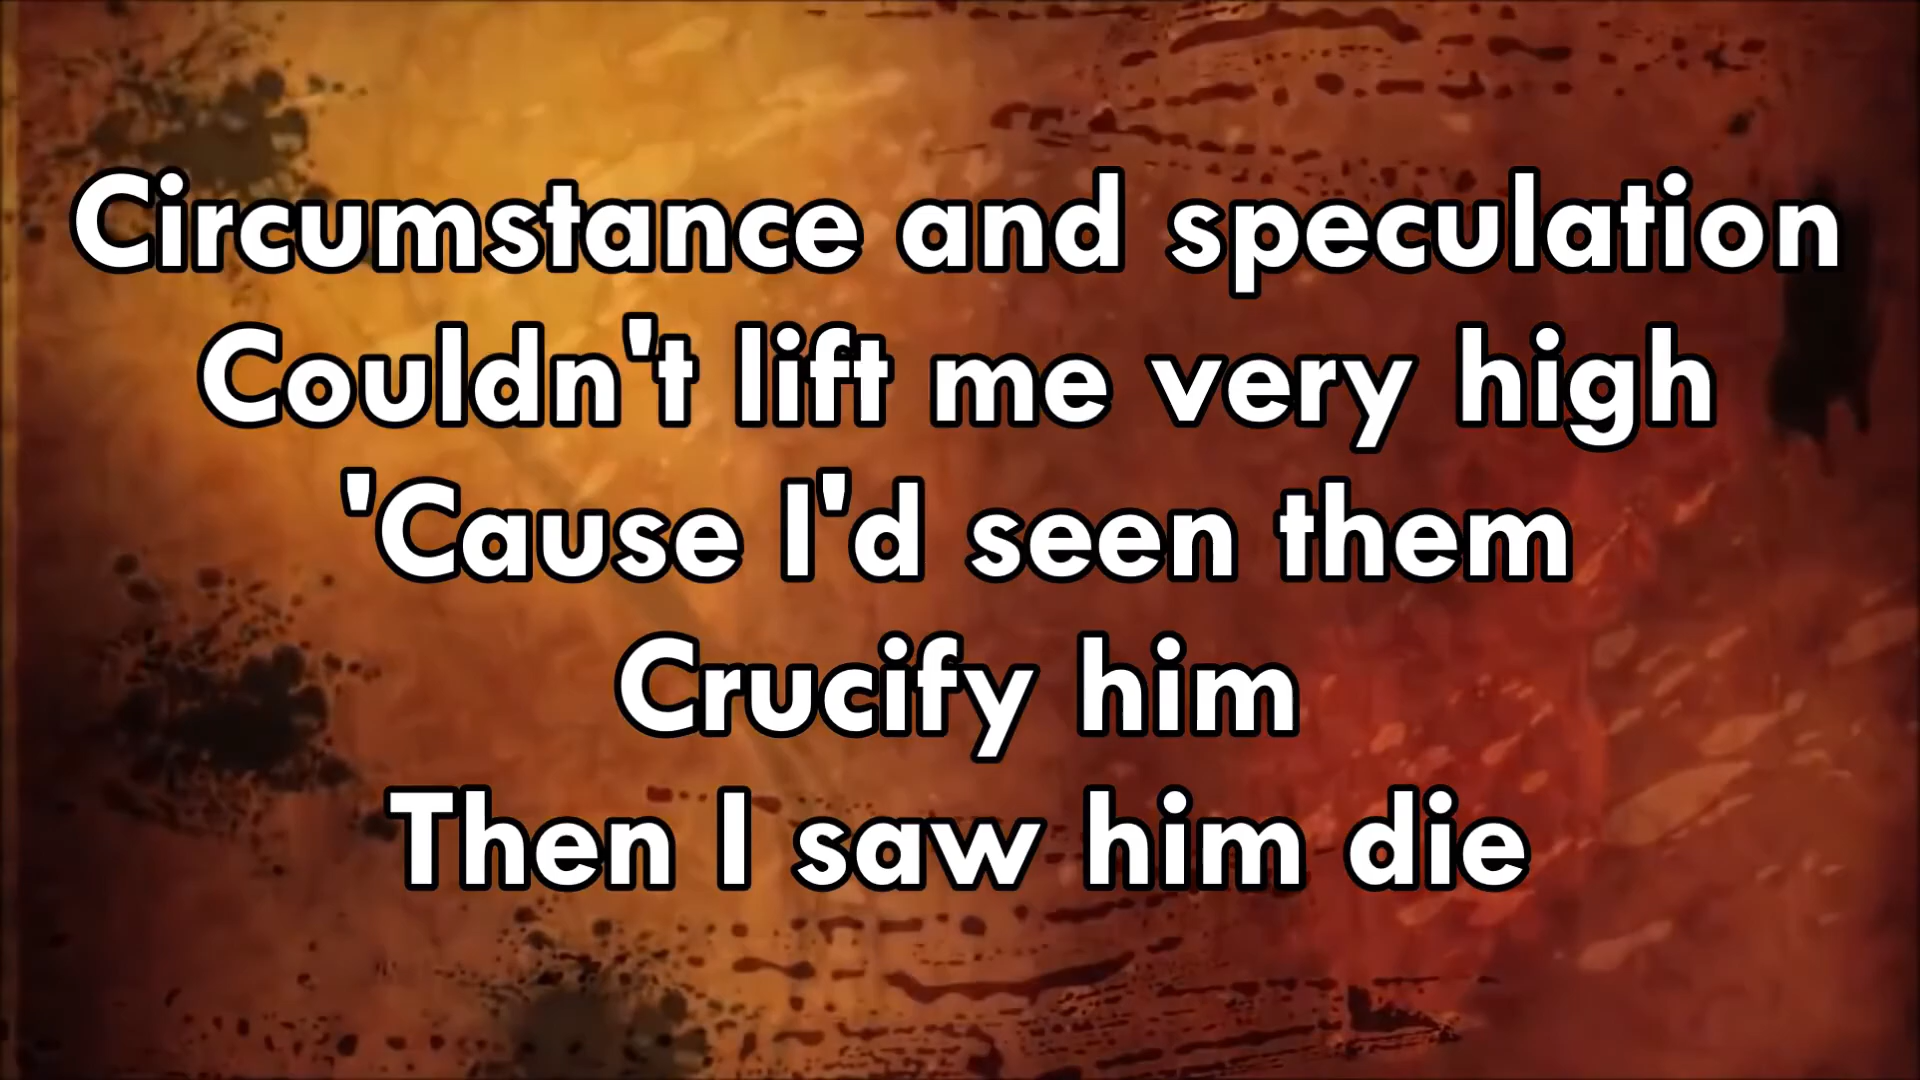 Circumstance and speculation
Couldn't lift me very high
'Cause I'd seen them
Crucify him
Then I saw him die